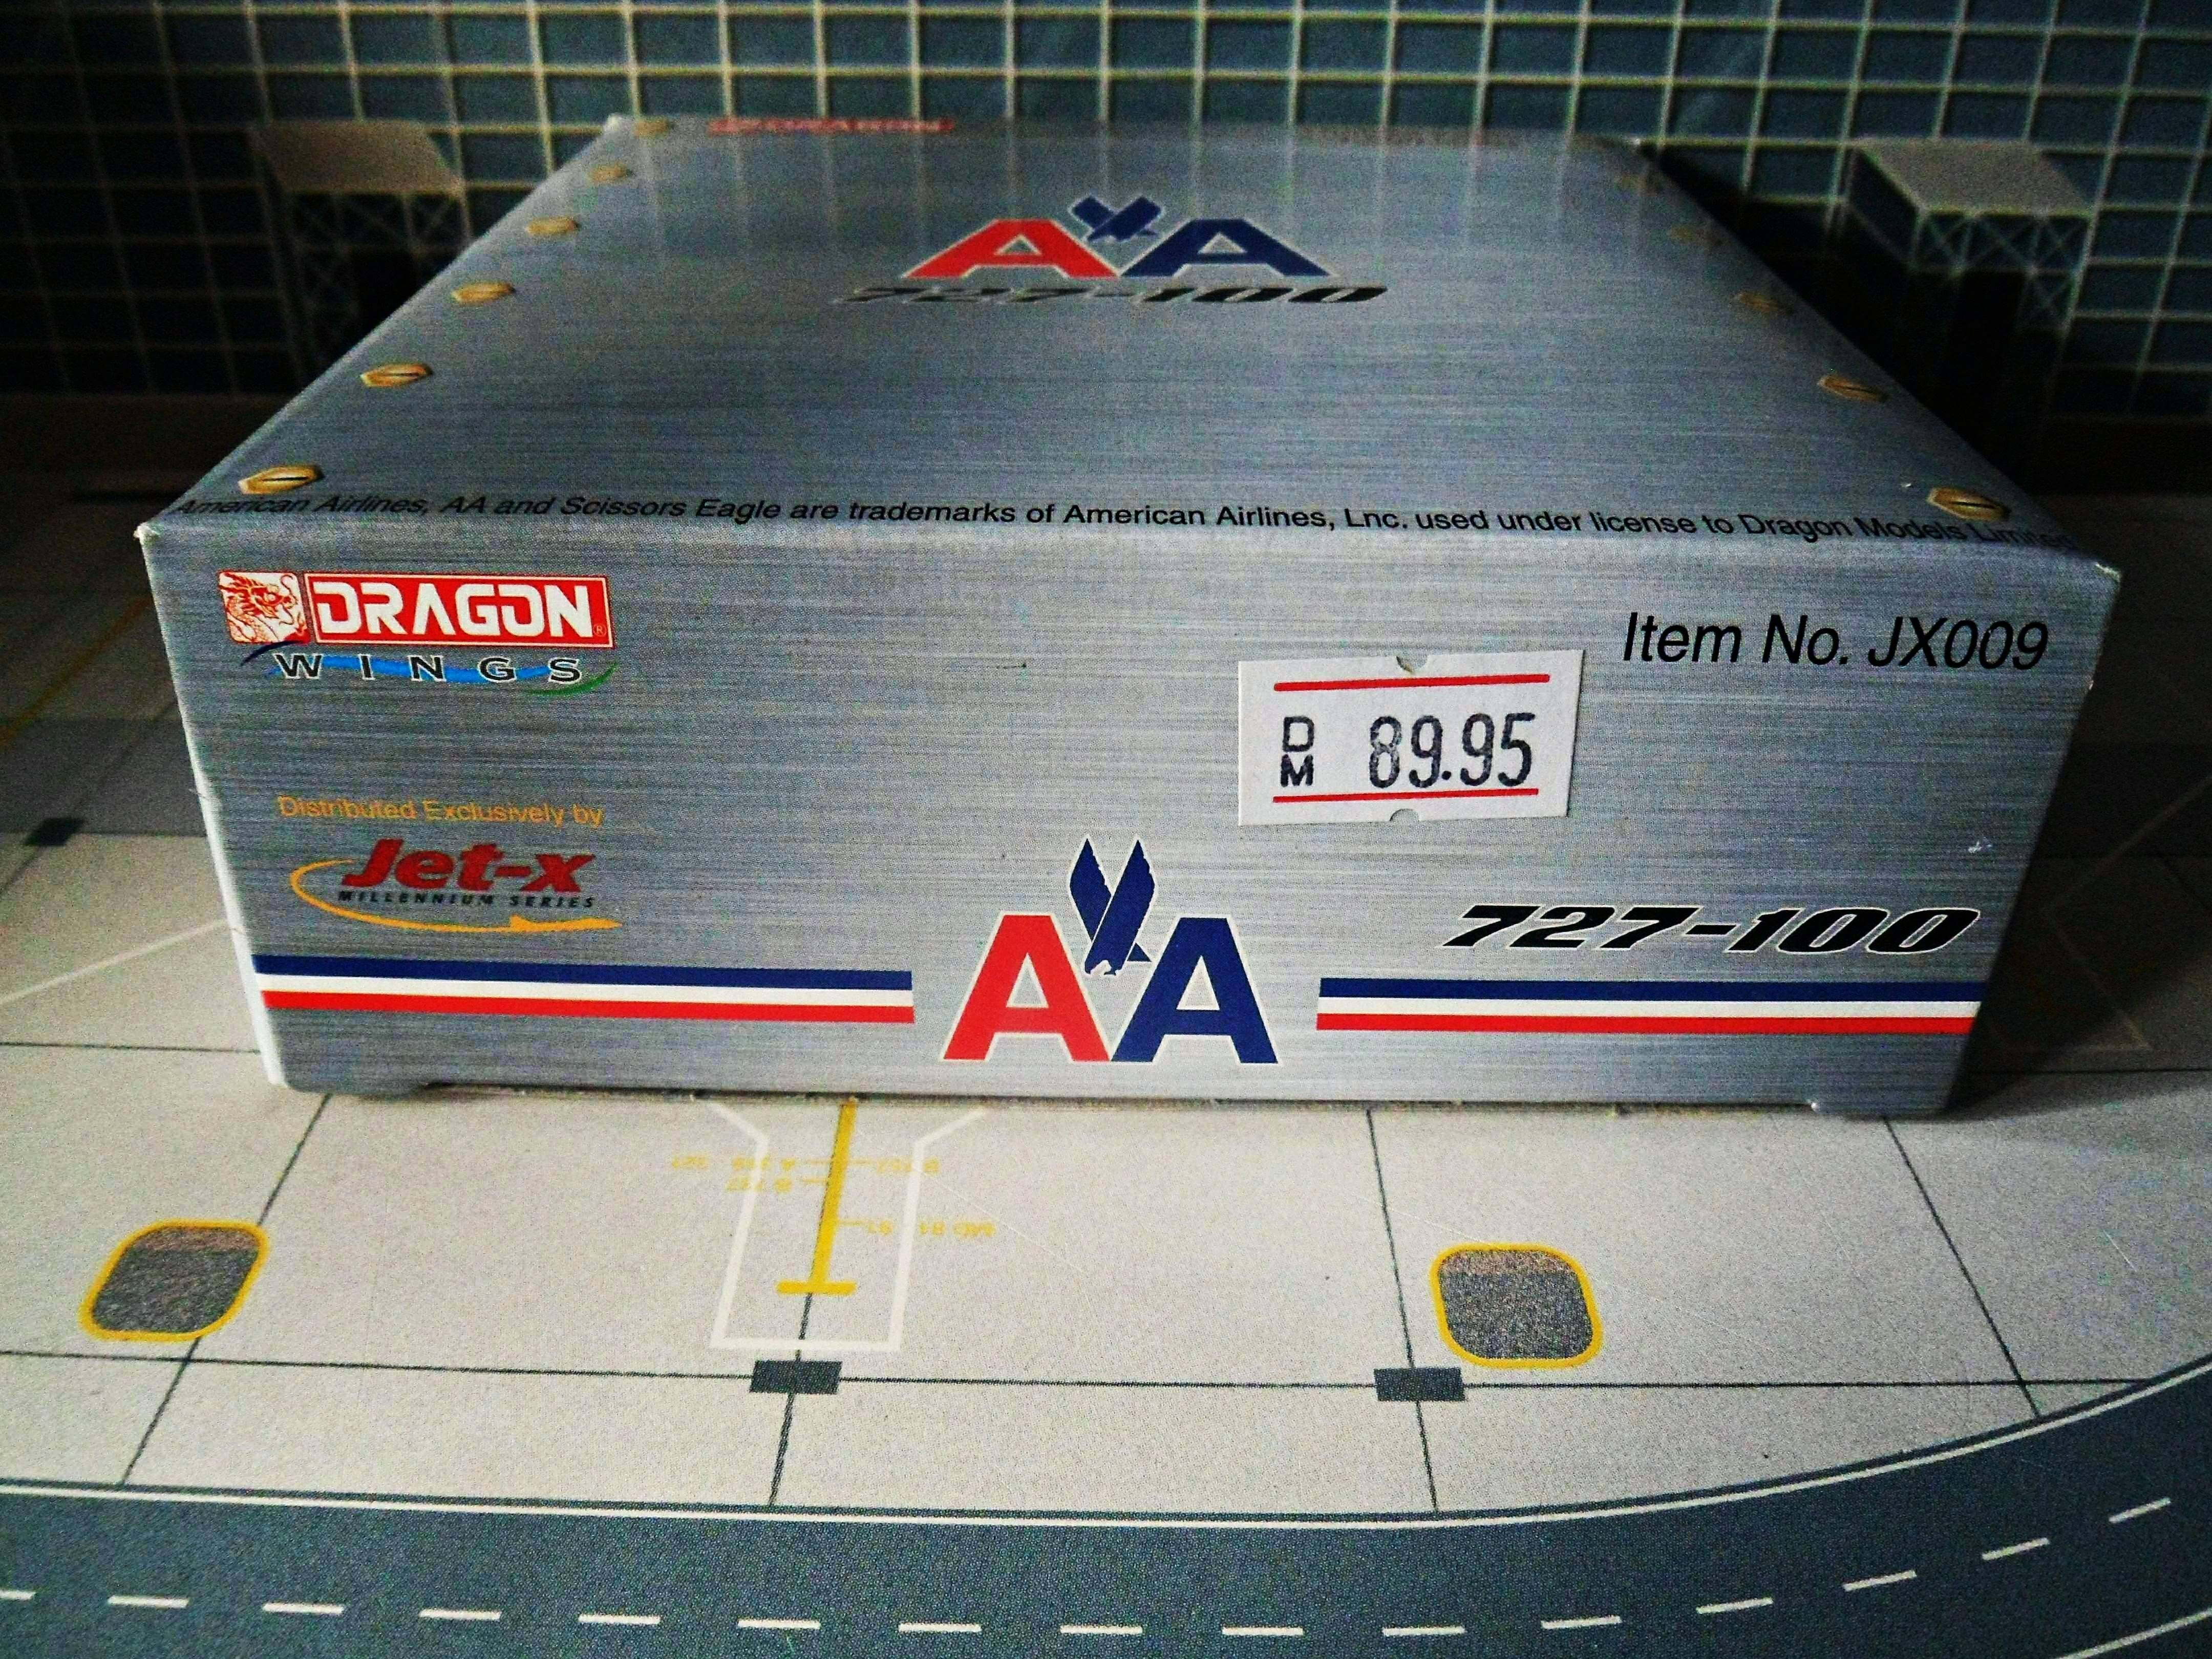 DRAGON
AA
727-100
American Airlines, AA and Scissors Eagle are trademarks of American Airlines, Lnc. used under license to Dragon Models Limited
DRAGON®
WINGS
Item No. JX009
DM 89.95
Distributed Exclusively by
Jet-x
MILLENNIUM SERIES
AA
727-100